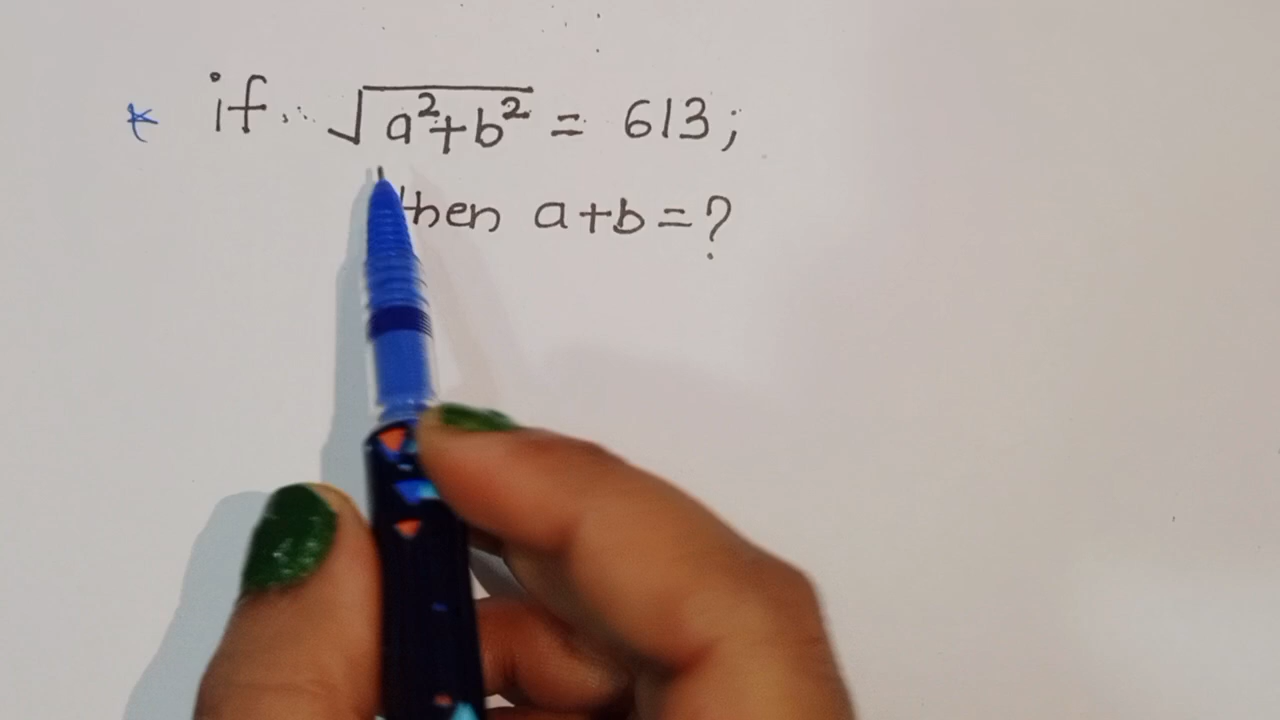 * if √a²+b² = 613;
then a+b=?